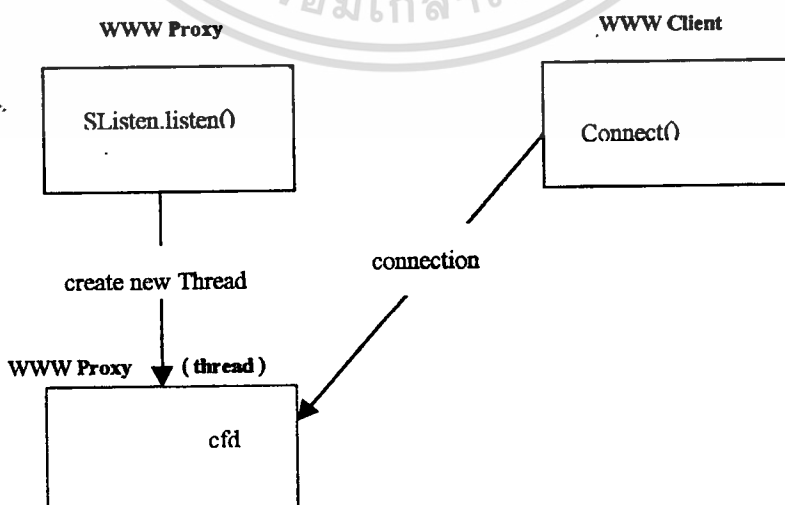 WWW Proxy
WWW Client
SListen.listen()
Connect()
create new Thread
connection
WWW Proxy (thread)
cfd